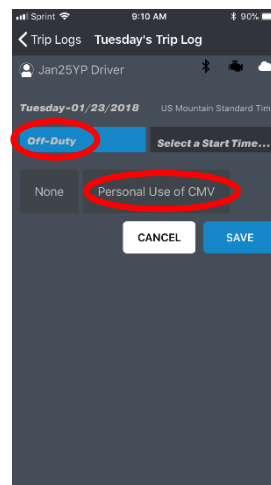 Sprint 9:10 AM 90%
Trip Logs Tuesday's Trip Log
Jan25YP Driver
Tuesday-01/23/2018 US Mountain Standard Tim
Off-Duty Select a Start Time...
None Personal Use of CMV
CANCEL SAVE